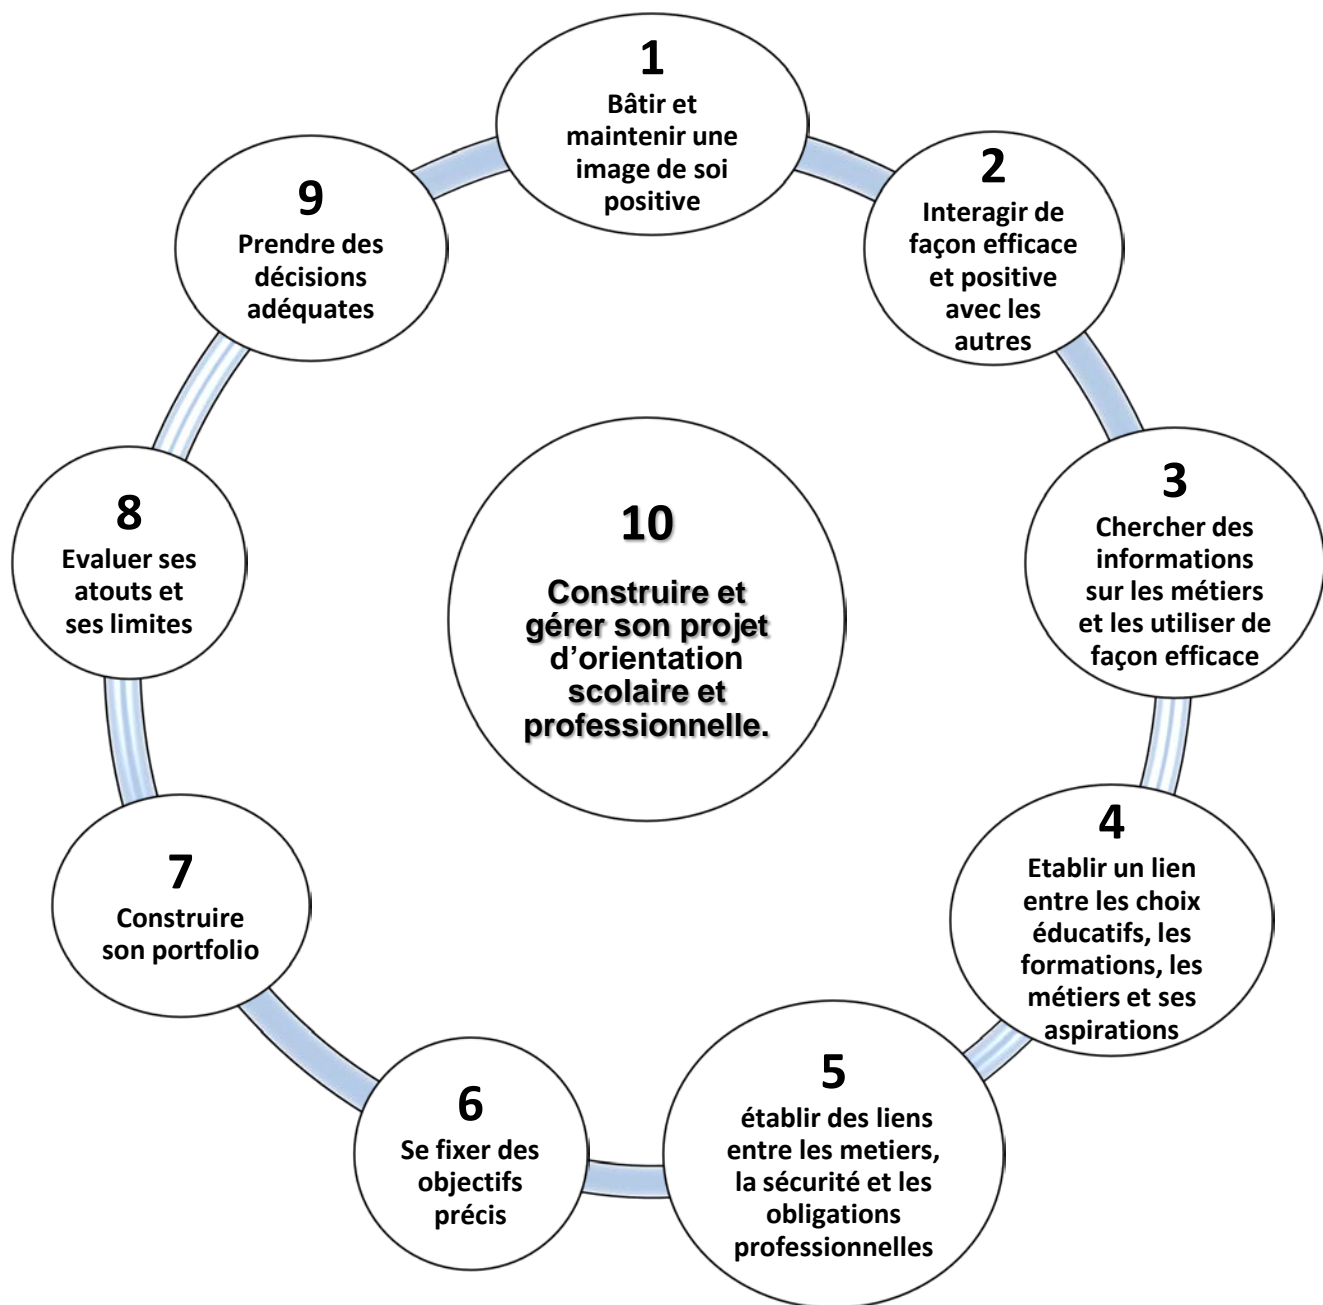 1
Bâtir et
maintenir une
image de soi
positive
2
Interagir de
façon efficace
et positive
avec les
autres
3
Chercher des
informations
sur les métiers
et les utiliser de
façon efficace
4
Etablir un lien
entre les choix
éducatifs, les
formations, les
métiers et ses
aspirations
5
établir des liens
entre les metiers,
la sécurité et les
obligations
professionnelles
6
Se fixer des
objectifs
précis
7
Construire
son portfolio
8
Evaluer ses
atouts et
ses limites
9
Prendre des
décisions
adéquates
10
Construire et
gérer son projet
d’orientation
scolaire et
professionnelle.